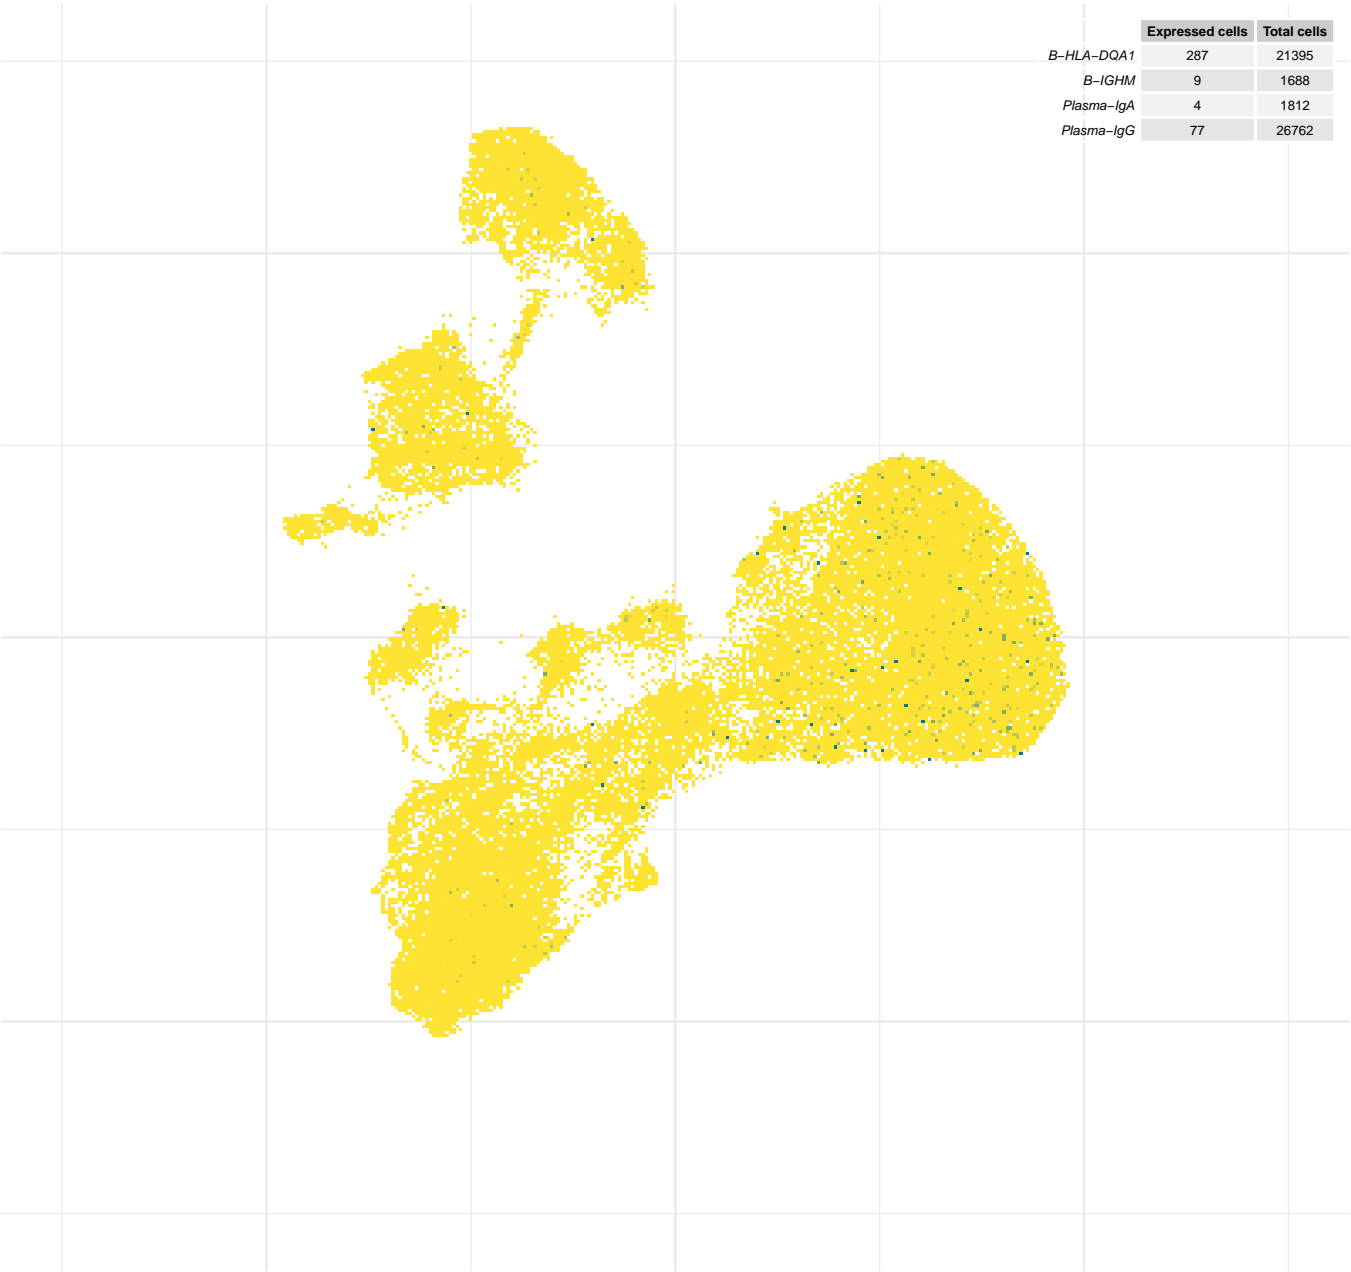 Expressed cells Total cells
B−HLA−DQA1 287 21395
B−IGHM 9 1688
Plasma−IgA 4 1812
Plasma−IgG 77 26762